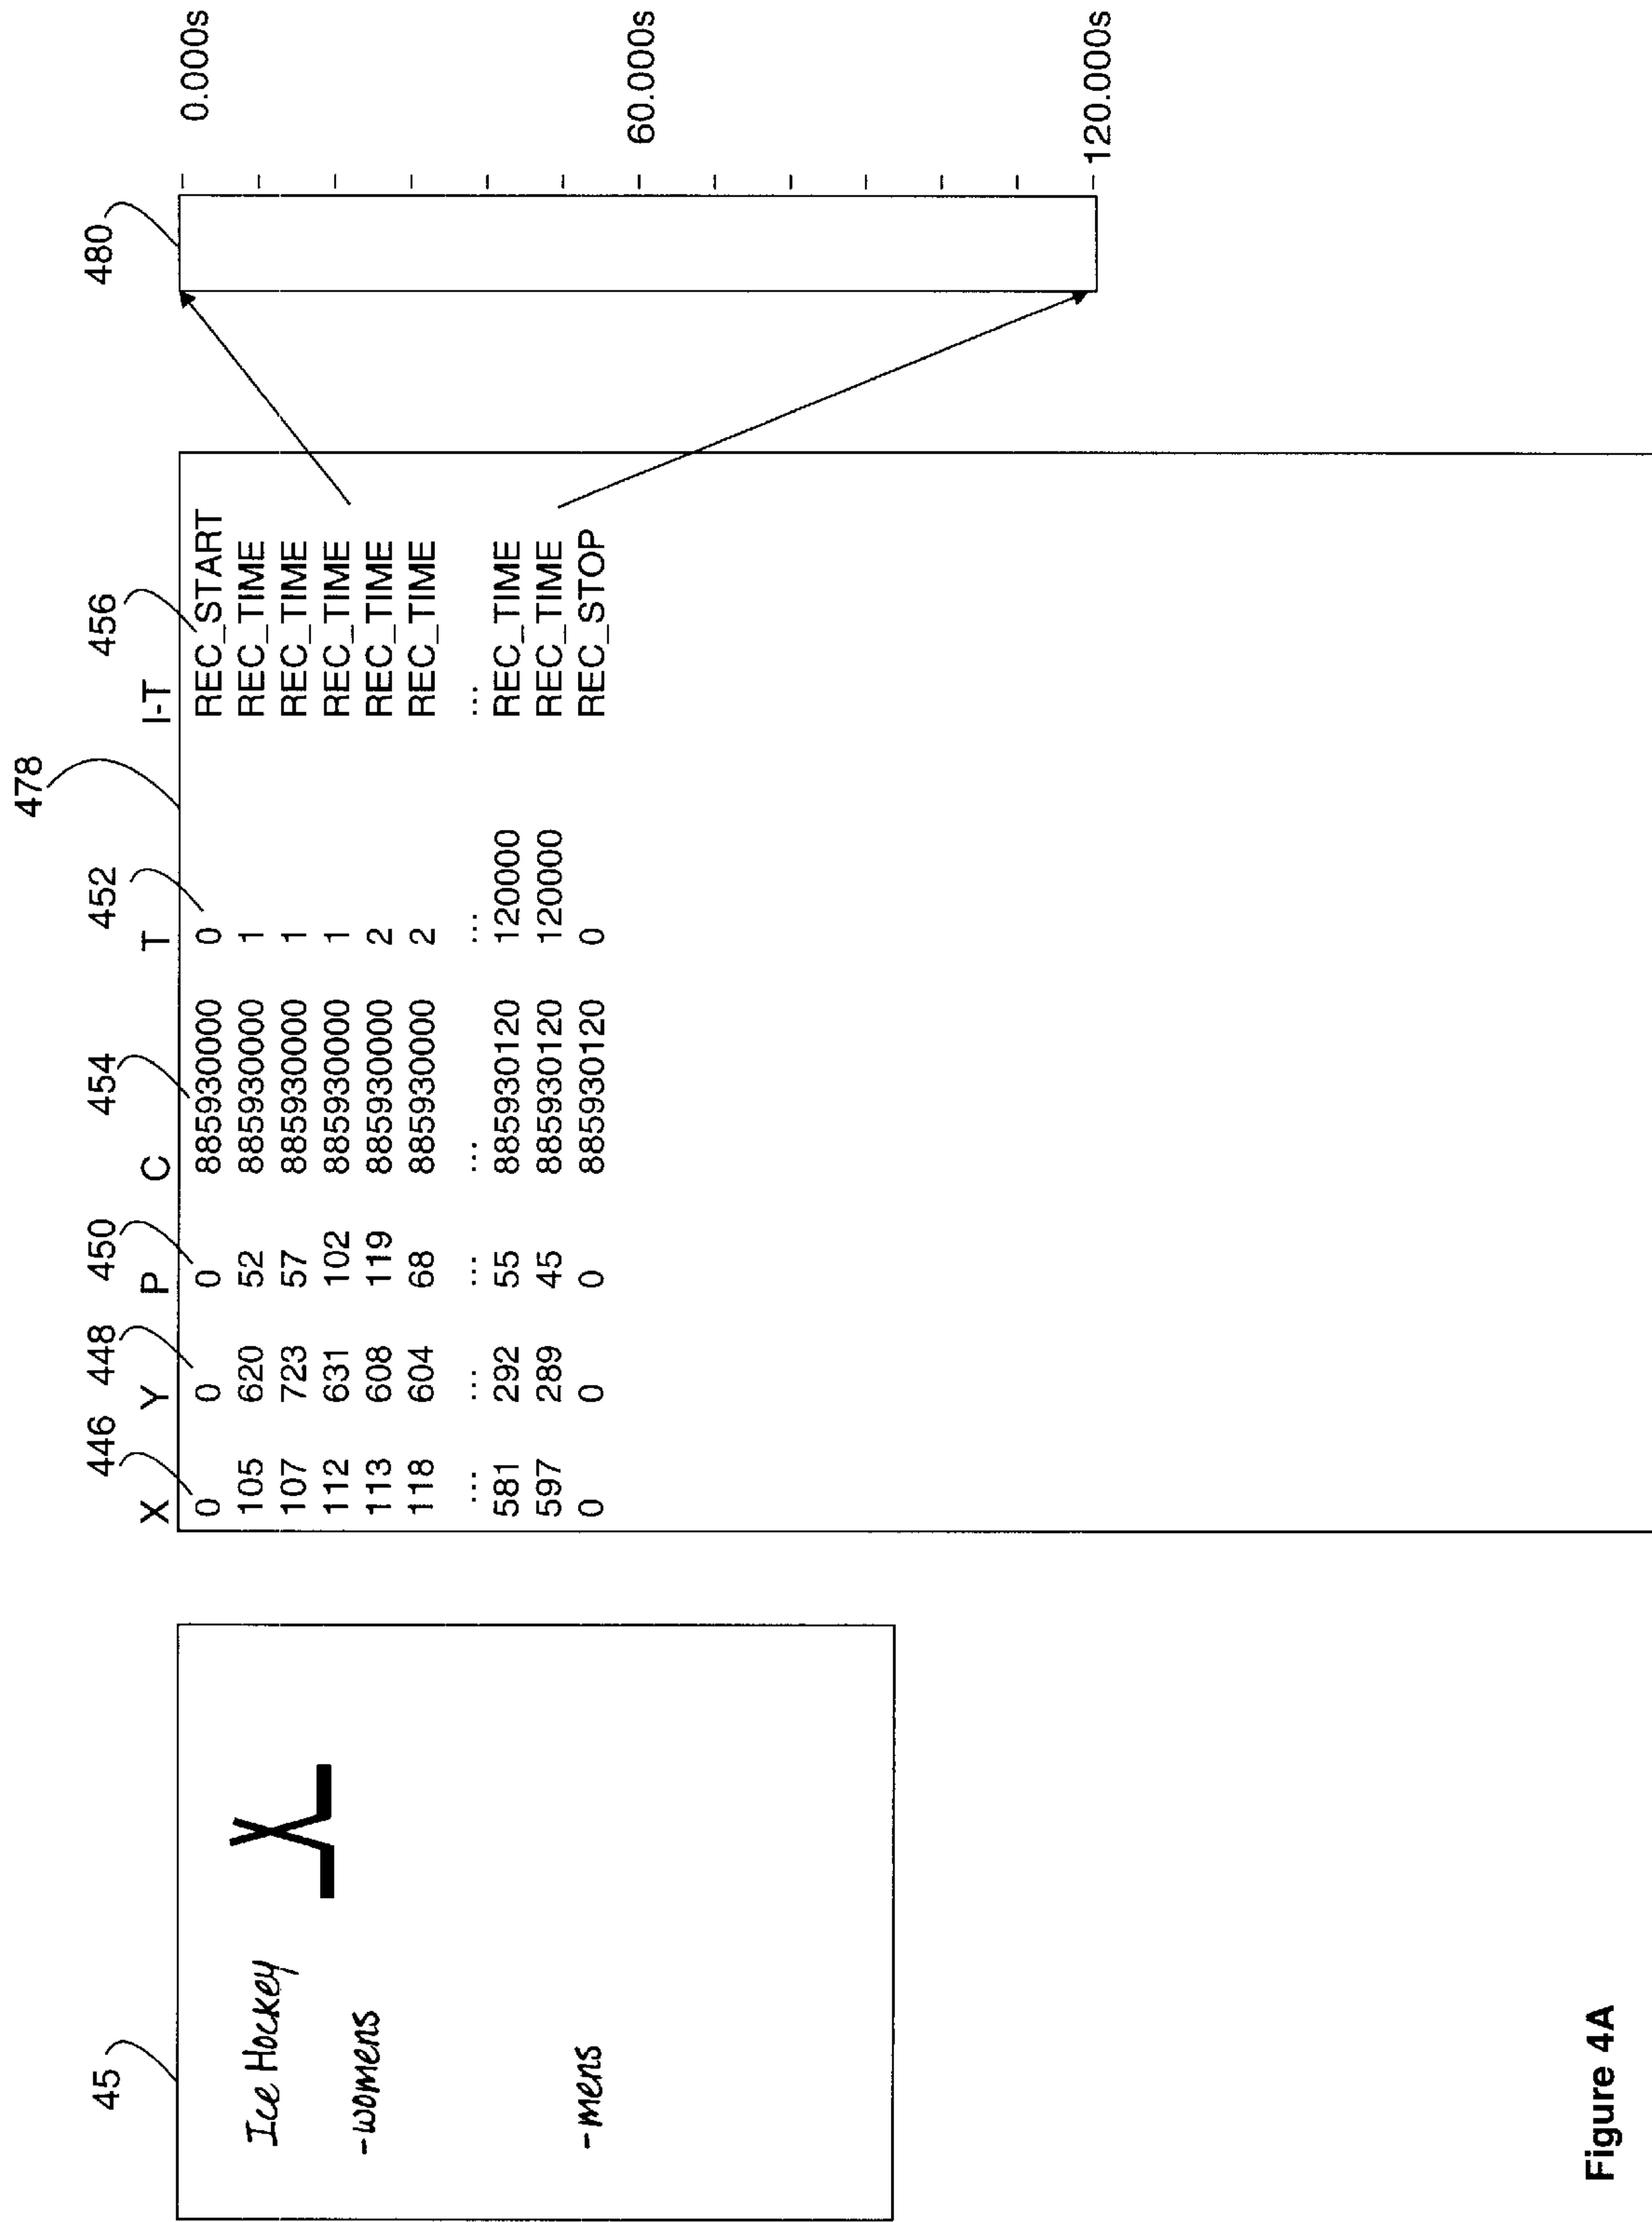 45
Ice Hockey
-womens
-mens
478
446 448 450 454 452 456
X Y P C T I-T
0 0 0 885930000 0 REC_START
105 620 52 885930000 1 REC_TIME
107 723 57 885930000 1 REC_TIME
112 631 102 885930000 1 REC_TIME
113 608 119 885930000 2 REC_TIME
118 604 68 885930000 2 REC_TIME
... ... ... ... ... ...
581 292 55 885930120 120000 REC_TIME
597 289 45 885930120 120000 REC_TIME
0 0 0 885930120 0 REC_STOP
480
0.000s
60.000s
120.000s
Figure 4A